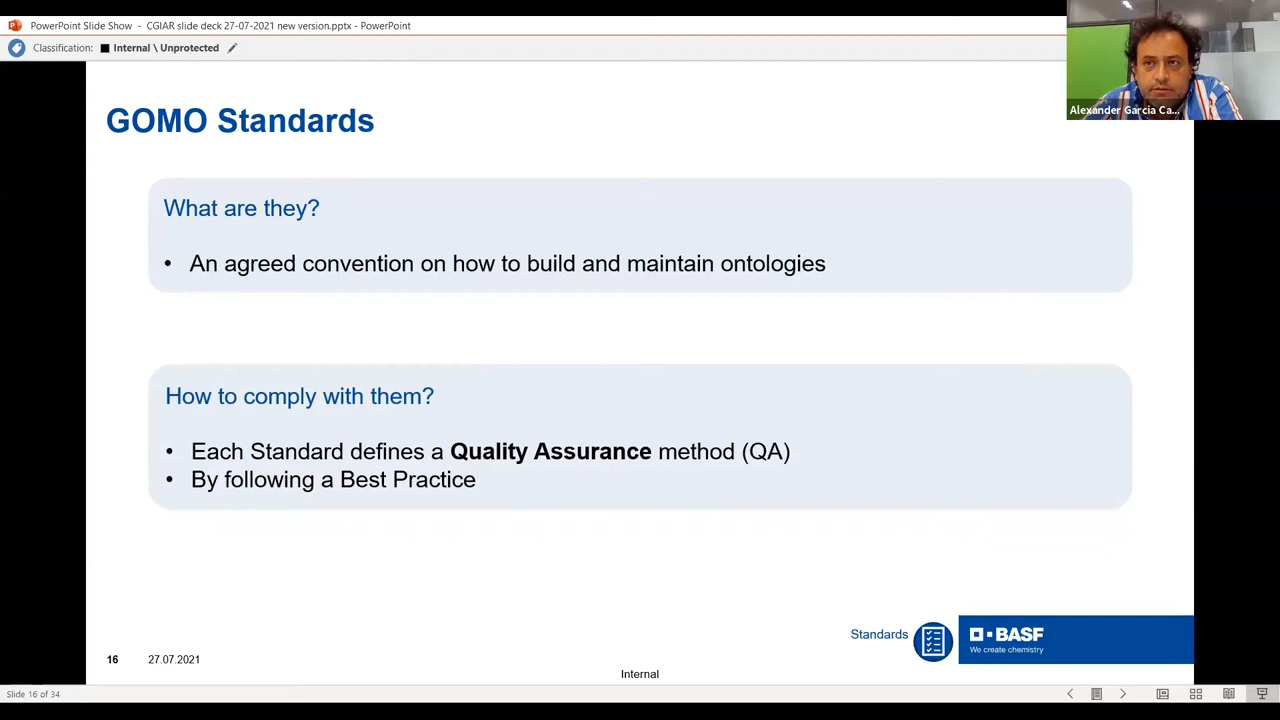 PowerPoint Slide Show - CGIAR slide deck 27-07-2021 new version.pptx - PowerPoint
Classification: Internal \ Unprotected
Alexander Garcia Ca...
GOMO Standards
What are they?
• An agreed convention on how to build and maintain ontologies
How to comply with them?
• Each Standard defines a Quality Assurance method (QA)
• By following a Best Practice
Standards
BASF
We create chemistry
16 27.07.2021
Internal
Slide 16 of 34